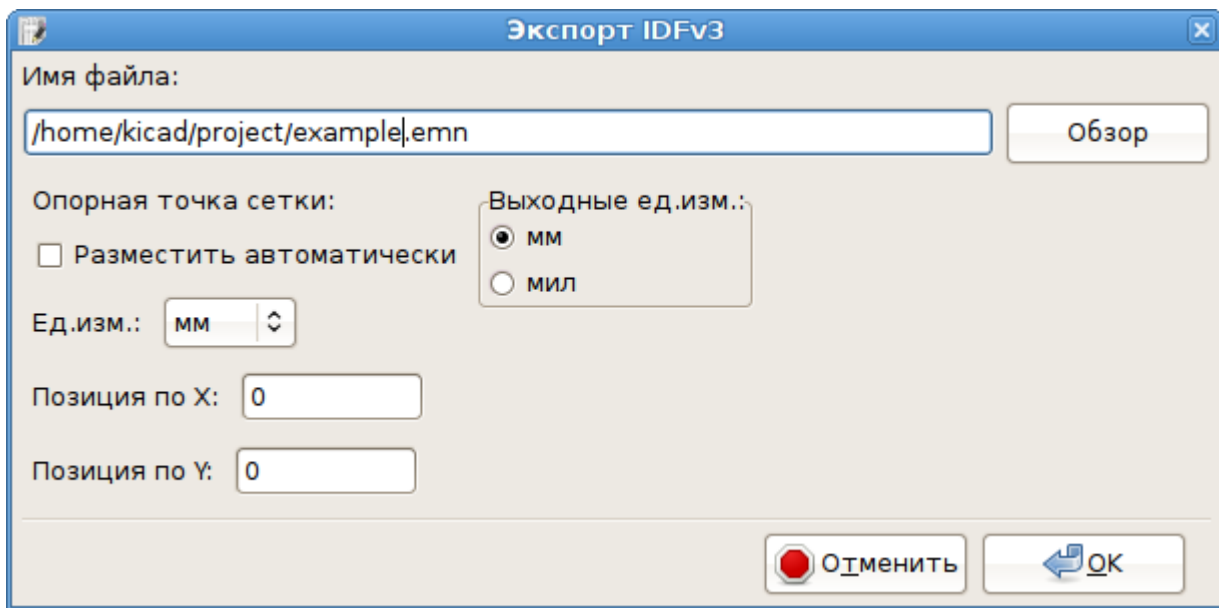 Экспорт IDFv3
Имя файла:
/home/kicad/project/example.emn
Обзор
Опорная точка сетки:
Выходные ед.изм.:
Разместить автоматически
мм
мил
Ед.изм.: мм
Позиция по X: 0
Позиция по Y: 0
Отменить
OK